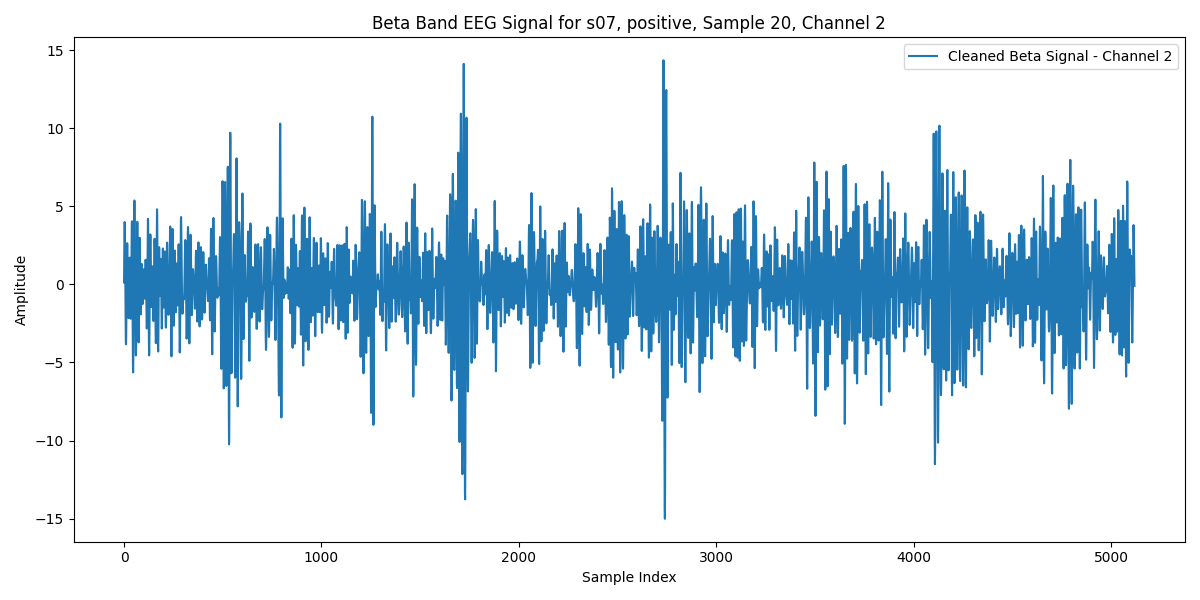 Beta Band EEG Signal for s07, positive, Sample 20, Channel 2
Cleaned Beta Signal - Channel 2
Amplitude
15
10
5
0
−5
−10
−15
0 1000 2000 3000 4000 5000
Sample Index